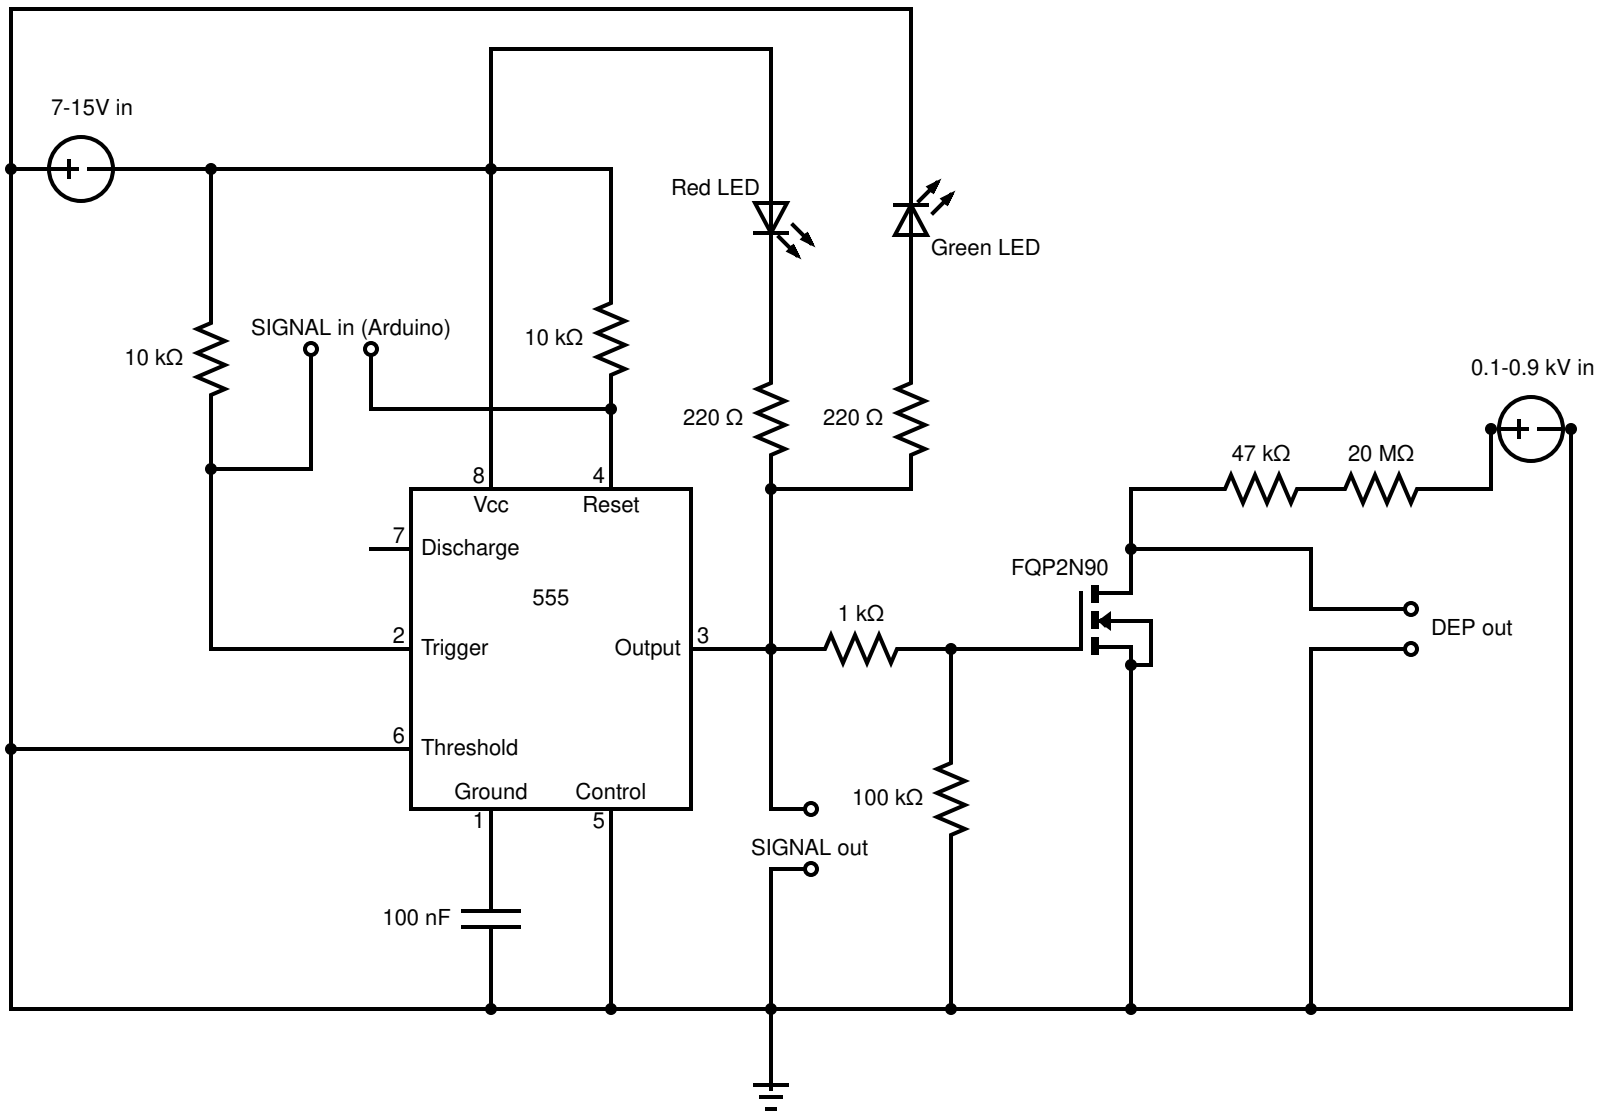 7-15V in
Red LED
Green LED
SIGNAL in (Arduino)
10 kΩ
10 kΩ
220 Ω
220 Ω
0.1-0.9 kV in
47 kΩ
20 MΩ
8
4
Vcc
Reset
7
Discharge
555
FQP2N90
1 kΩ
DEP out
2
Trigger
Output
3
6
Threshold
Ground
Control
1
5
100 kΩ
SIGNAL out
100 nF